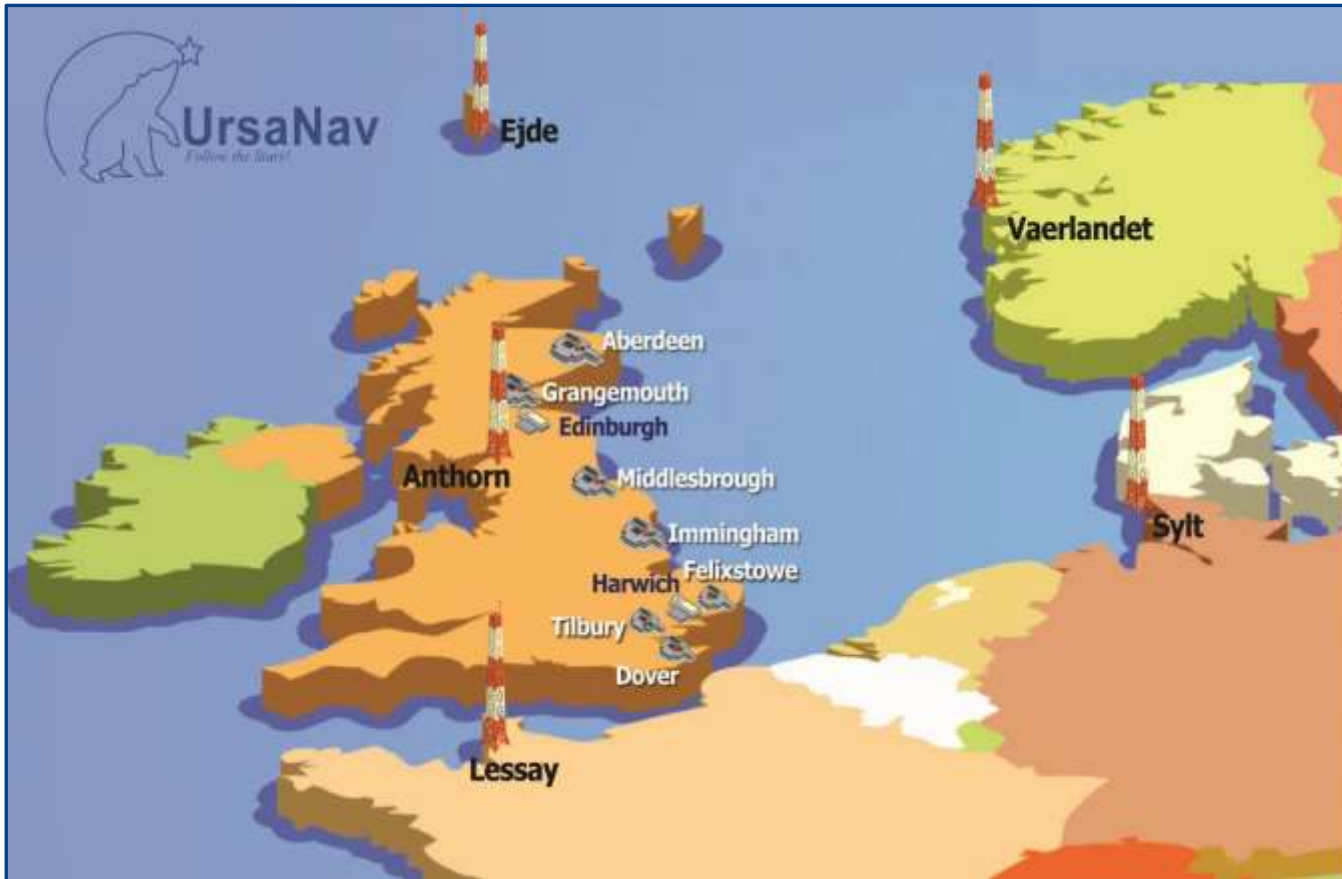 UrsaNav
Follow the Stars!
Ejde
Vaerlandet
Aberdeen
Grangemouth
Edinburgh
Anthorn
Middlesbrough
Immingham
Sylt
Harwich
Felixstowe
Tilbury
Dover
Lessay